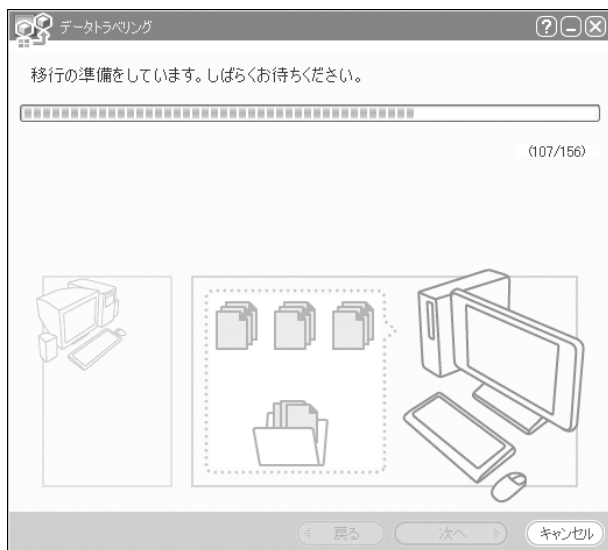 データトラベリング
移行の準備をしています。しばらくお待ちください。
(107/156)
戻る
次へ
キャンセル